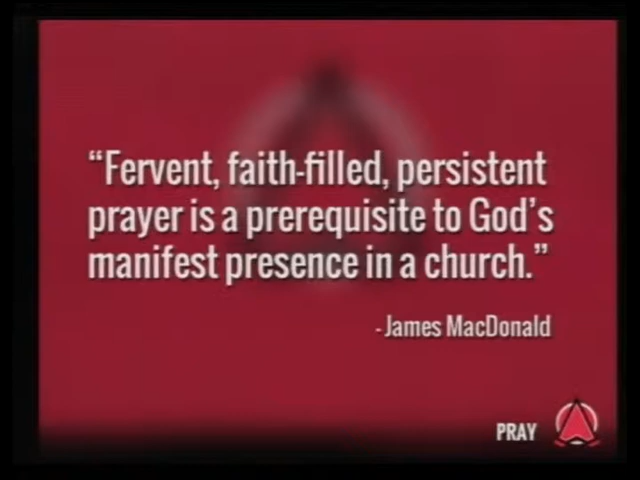 “Fervent, faith-filled, persistent
prayer is a prerequisite to God’s
manifest presence in a church.”
-James MacDonald
PRAY